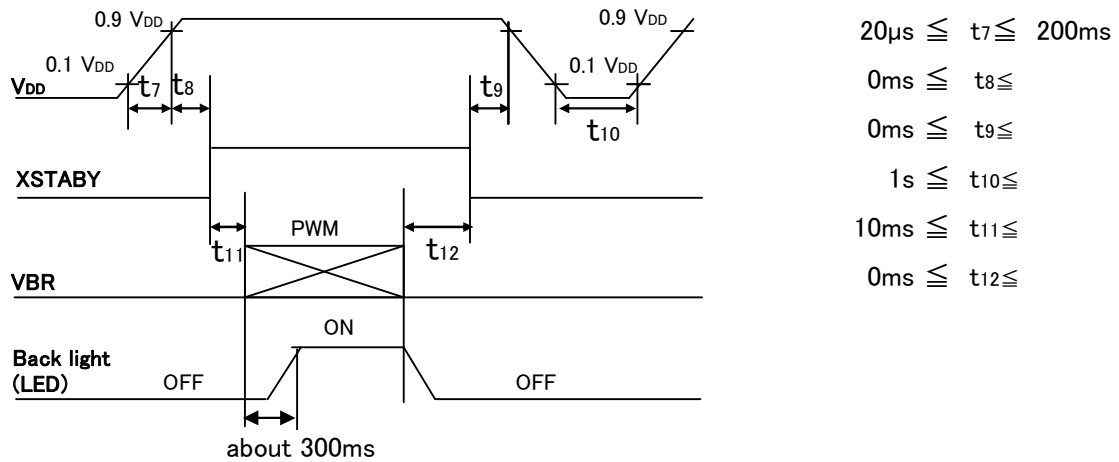 0.9 VDD
0.9 VDD
0.1 VDD
0.1 VDD
VDD
t7
t8
t9
t10
XSTABY
t11
PWM
t12
VBR
ON
Back light
(LED)
OFF
OFF
about 300ms
20μs ≦ t7≦ 200ms
0ms ≦ t8≦
0ms ≦ t9≦
1s ≦ t10≦
10ms ≦ t11≦
0ms ≦ t12≦